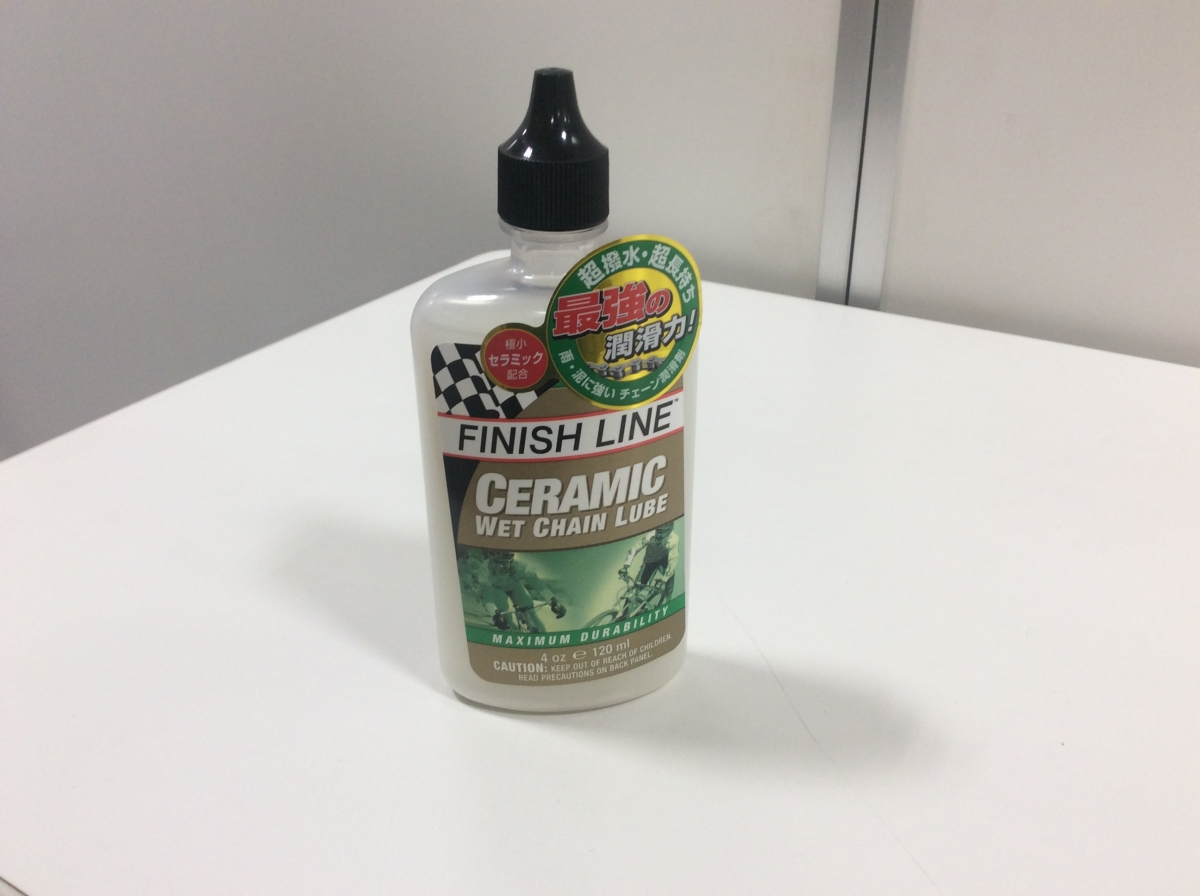 超撥水・超長持ち
最強の
潤滑力!
雨・泥に強いチェーン潤滑剤
極小
セラミック
配合
FINISH LINE™
CERAMIC
WET CHAIN LUBE
MAXIMUM DURABILITY
4 oz ℮ 120 ml
CAUTION: KEEP OUT OF REACH OF CHILDREN.
READ PRECAUTIONS ON BACK PANEL.